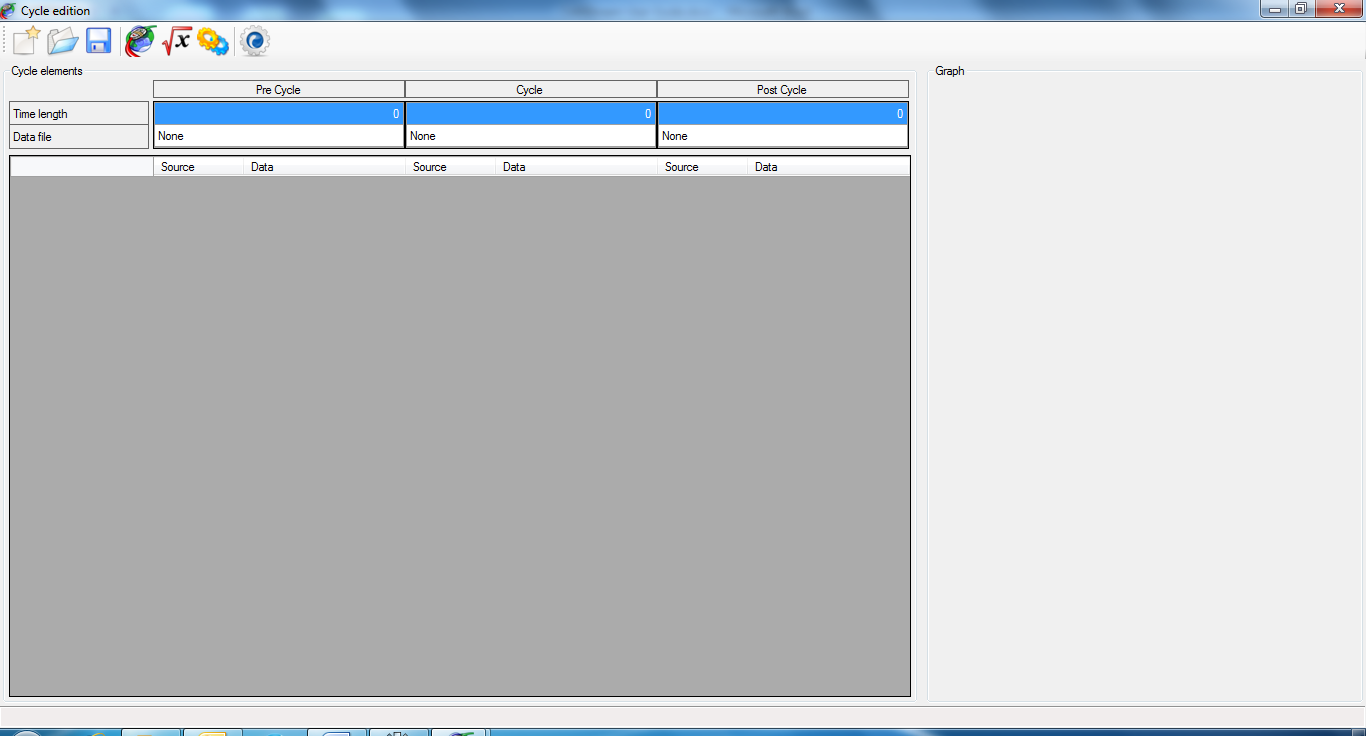 Cycle edition
√x
Cycle elements
Graph
Pre Cycle Cycle Post Cycle
Time length 0 0 0
Data file None None None
Source Data Source Data Source Data